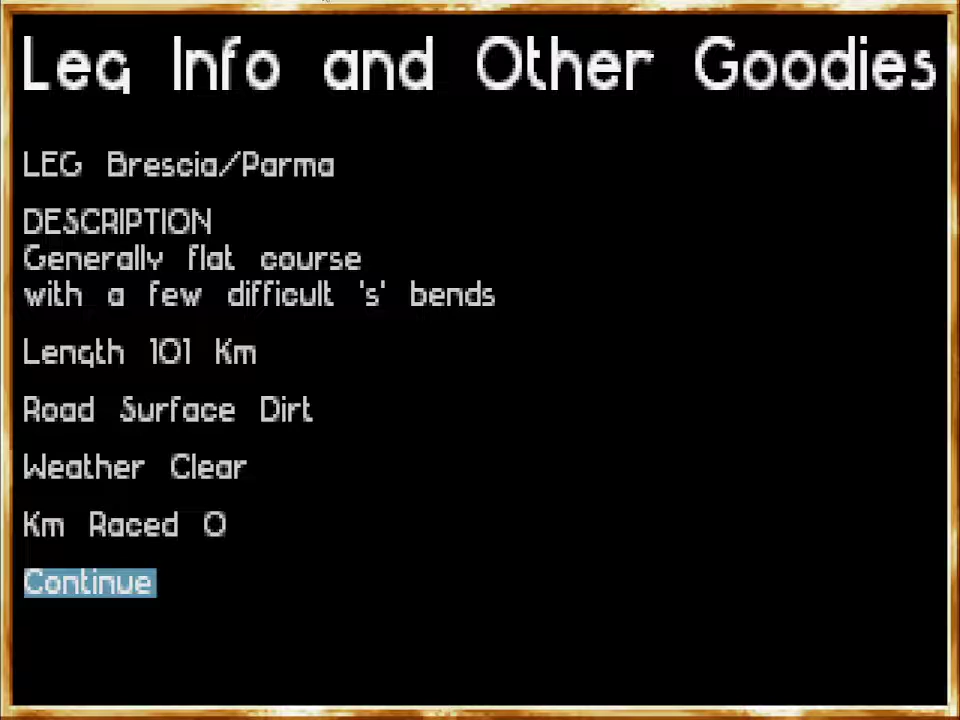 Leg Info and Other Goodies
LEG Brescia/Parma
DESCRIPTION
Generally flat course
with a few difficult 's' bends
Length 101 Km
Road Surface Dirt
Weather Clear
Km Raced 0
Continue